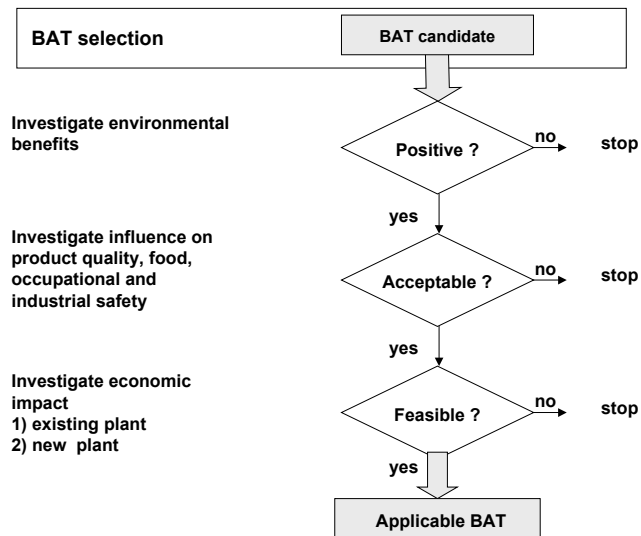 BAT selection
BAT candidate
Investigate environmental
benefits
Positive ?
no
stop
yes
Investigate influence on
product quality, food,
occupational and
industrial safety
Acceptable ?
no
stop
yes
Investigate economic
impact
1) existing plant
2) new plant
Feasible ?
no
stop
yes
Applicable BAT